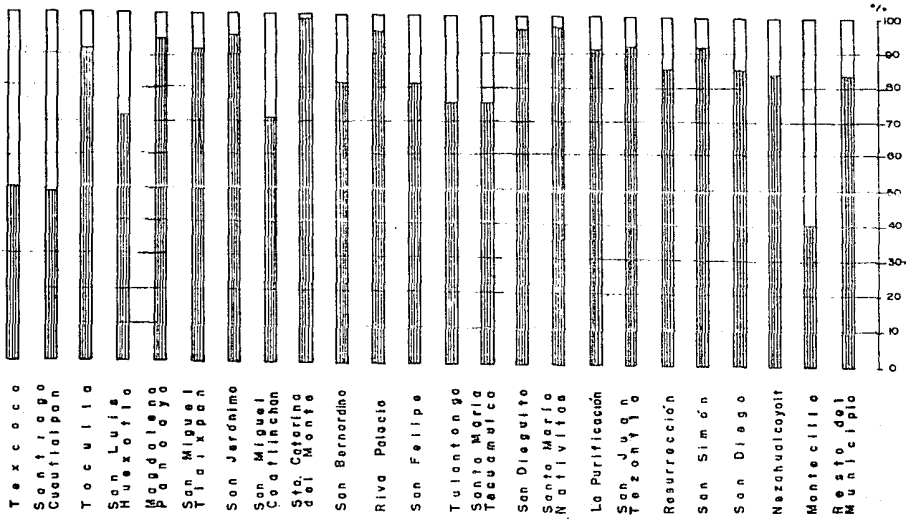 %
100
90
80
70
60
50
40
30
20
10
0
Texcoco
Santiago
Cuautlalpan
Tocuila
San Luis
Huexotla
Magdalena
Panoaya
San Miguel
Tlaixpan
San Jerónimo
San Miguel
Coatlinchan
Sta. Catarina
del Monte
San Bernardino
Riva Palacio
San Felipe
Tulantongo
Santa María
Tecuamulco
San Dieguito
Santa María
Nativitas
La Purificación
San Juan
Tezontla
Resurrección
San Simón
San Diego
Nezahualcoyolt
Montecillo
Resto del
Municipio